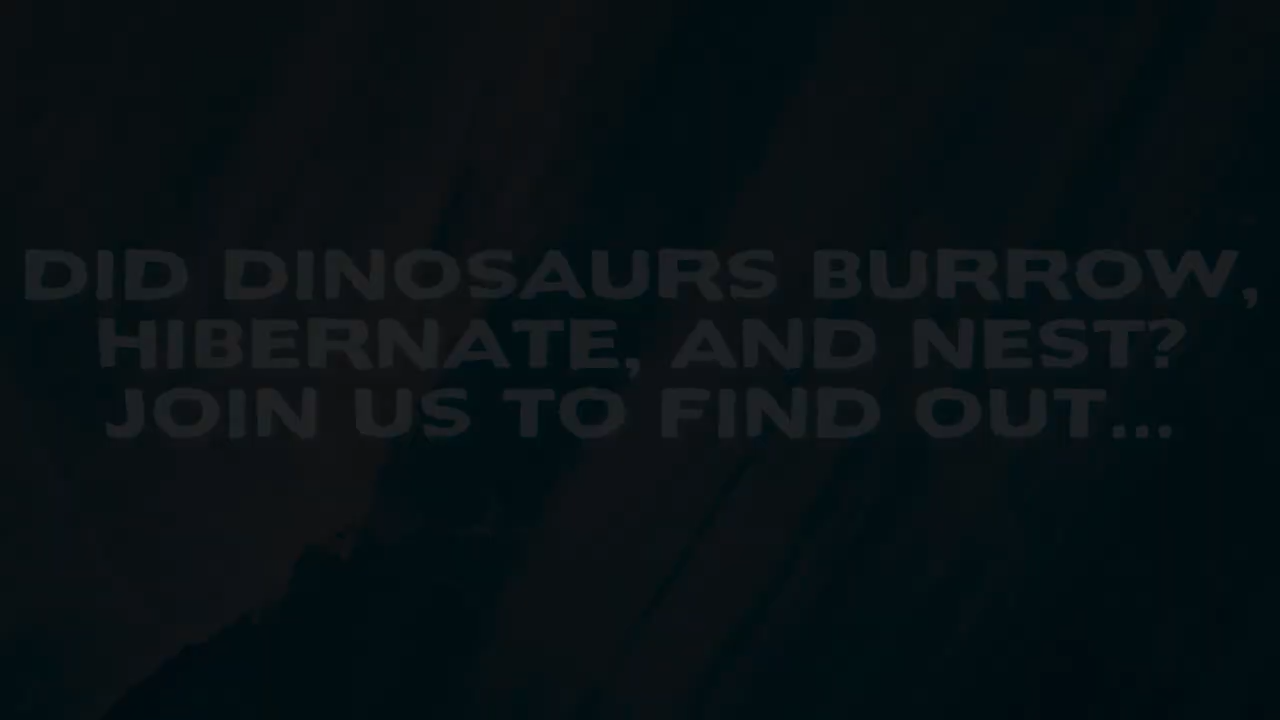 DID DINOSAURS BURROW,
HIBERNATE, AND NEST?
JOIN US TO FIND OUT...